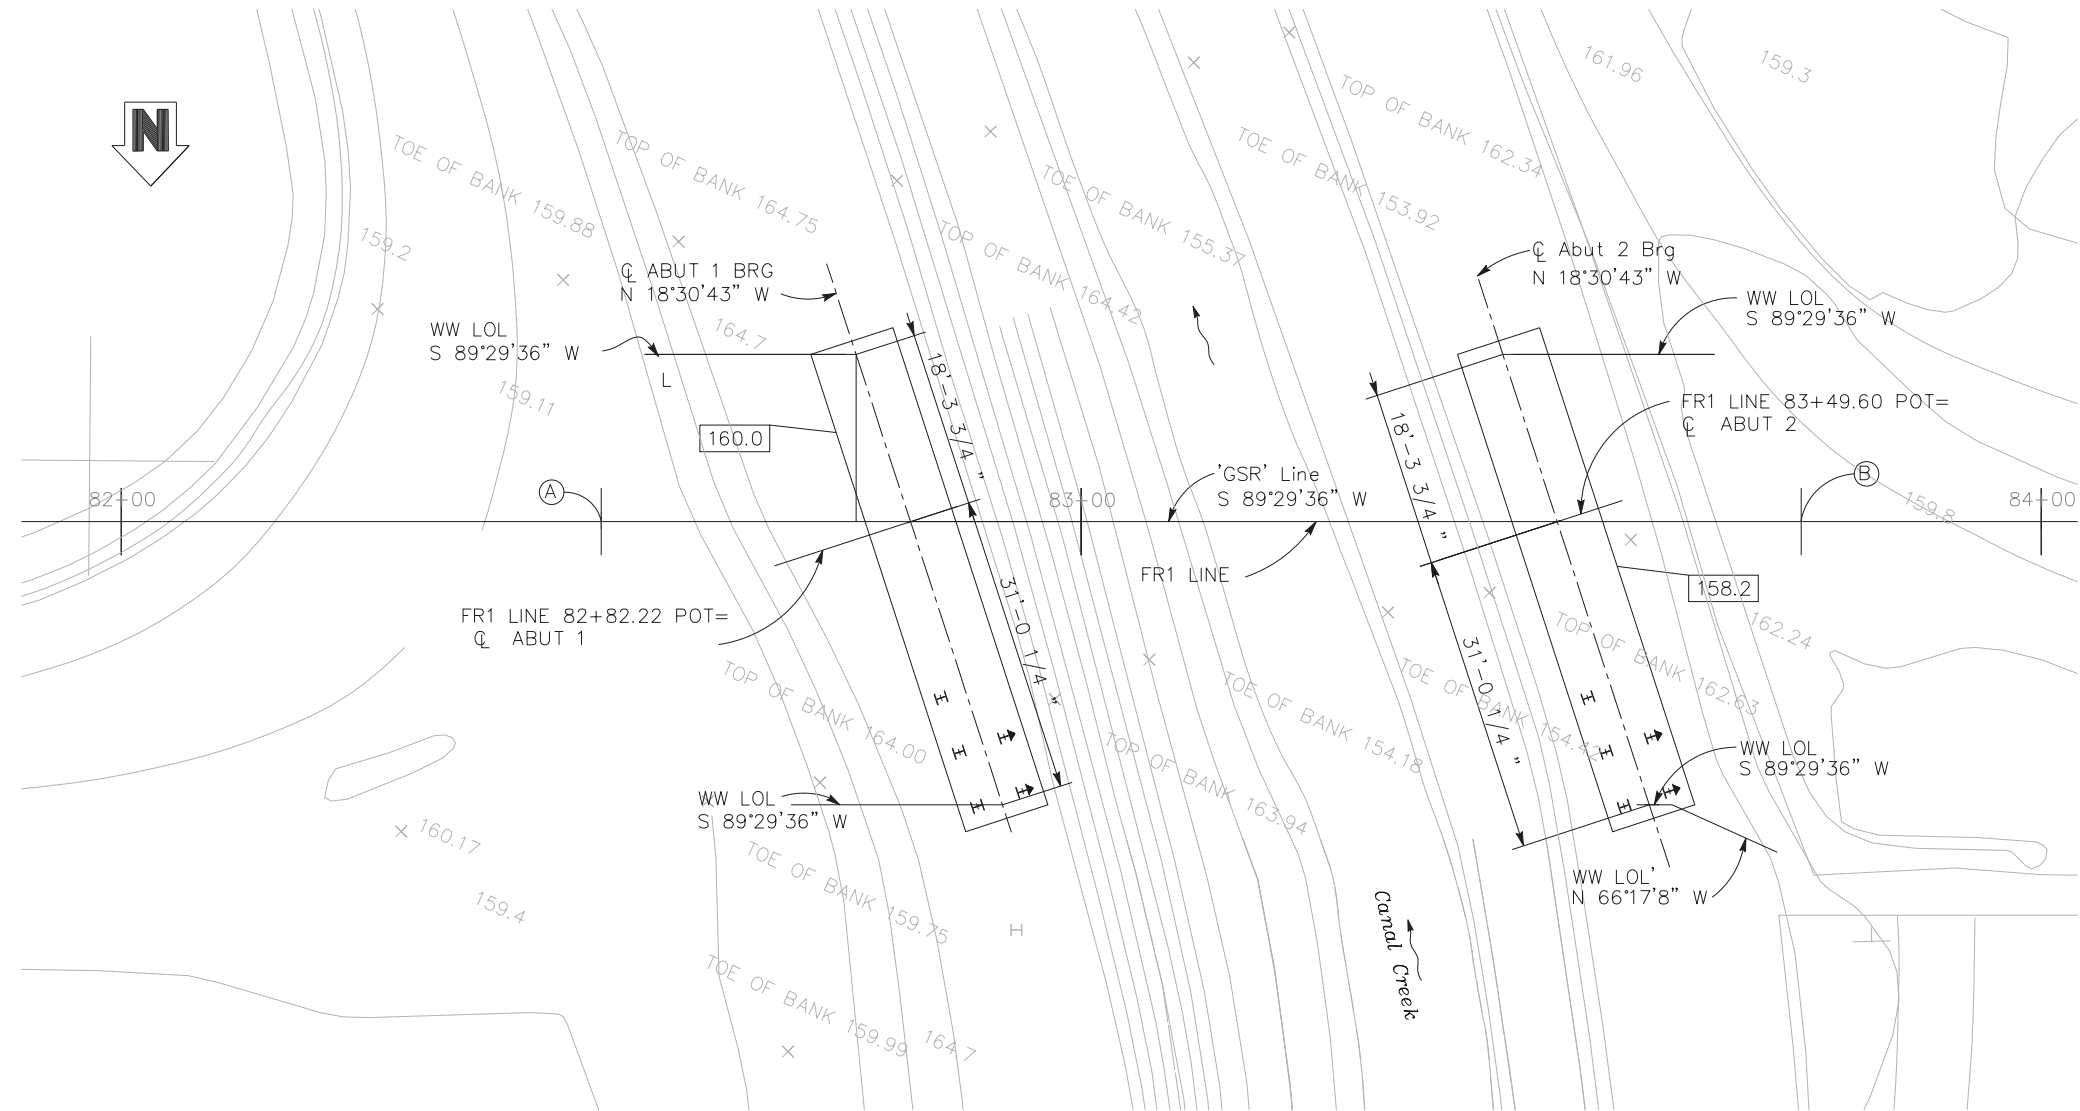 161.96
159.3
N
TOP OF BANK 162.34
TOE OF BANK 153.92
TOE OF BANK 159.88
TOP OF BANK 164.75
TOE OF BANK 155.37
TOP OF BANK 164.42
159.2
℄ ABUT 1 BRG
N 18°30'43" W
℄ Abut 2 Brg
N 18°30'43" W
WW LOL
S 89°29'36" W
WW LOL
S 89°29'36" W
164.7
L
159.11
18'-3 3/4 "
18'-3 3/4 "
FR1 LINE 83+49.60 POT=
℄ ABUT 2
160.0
'GSR' Line
S 89°29'36" W
82+00
A
83+00
B
159.8
84+00
FR1 LINE
158.2
FR1 LINE 82+82.22 POT=
℄ ABUT 1
31'-0 1/4 "
31'-0 1/4 "
TOP OF BANK 162.63
162.24
TOP OF BANK 164.00
TOE OF BANK 154.18
TOE OF BANK 154.42
TOP OF BANK 163.94
WW LOL
S 89°29'36" W
WW LOL
S 89°29'36" W
160.17
TOE OF BANK 159.75
WW LOL'
N 66°17'8" W
159.4
H
Canal Creek
TOE OF BANK 159.99
164.7